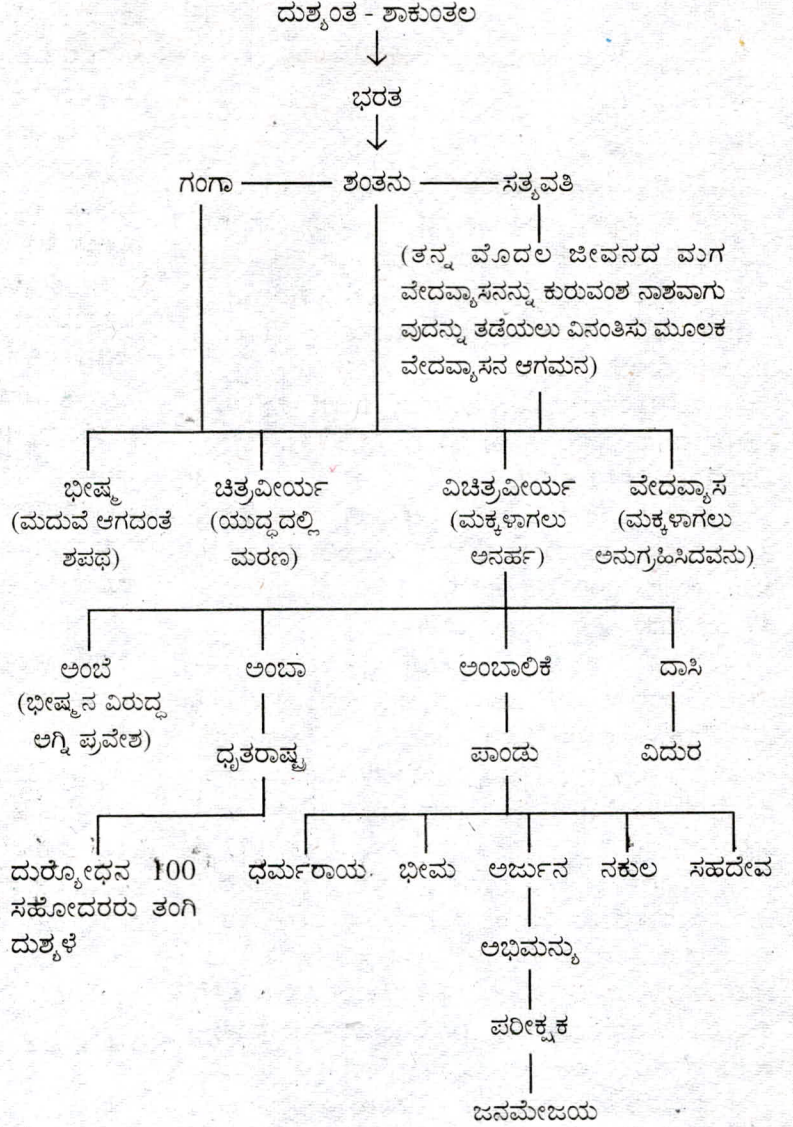 ದುಶ್ಯಂತ - ಶಾಕುಂತಲ
ಭರತ
ಗಂಗಾ ಶಂತನು ಸತ್ಯವತಿ
(ತನ್ನ ಮೊದಲ ಜೀವನದ ಮಗ
ವೇದವ್ಯಾಸನನ್ನು ಕುರುವಂಶ ನಾಶವಾಗು
ವುದನ್ನು ತಡೆಯಲು ವಿನಂತಿಸು ಮೂಲಕ
ವೇದವ್ಯಾಸನ ಆಗಮನ)
ಭೀಷ್ಮ ಚಿತ್ರವೀರ್ಯ ವಿಚಿತ್ರವೀರ್ಯ ವೇದವ್ಯಾಸ
(ಮದುವೆ ಆಗದಂತೆ (ಯುದ್ಧದಲ್ಲಿ (ಮಕ್ಕಳಾಗಲು (ಮಕ್ಕಳಾಗಲು
ಶಪಥ) ಮರಣ) ಅನರ್ಹ) ಅನುಗ್ರಹಿಸಿದವನು)
ಅಂಬೆ ಅಂಬಾ ಅಂಬಾಲಿಕೆ ದಾಸಿ
(ಭೀಷ್ಮನ ವಿರುದ್ಧ
ಅಗ್ನಿ ಪ್ರವೇಶ)
ಧೃತರಾಷ್ಟ್ರ ಪಾಂಡು ವಿದುರ
ದುರ‍್ಯೋಧನ 100 ಧರ್ಮರಾಯ ಭೀಮ ಅರ್ಜುನ ನಕುಲ ಸಹದೇವ
ಸಹೋದರರು ತಂಗಿ
ದುಶ್ಯಳೆ
ಅಭಿಮನ್ಯು
ಪರೀಕ್ಷಕ
ಜನಮೇಜಯ